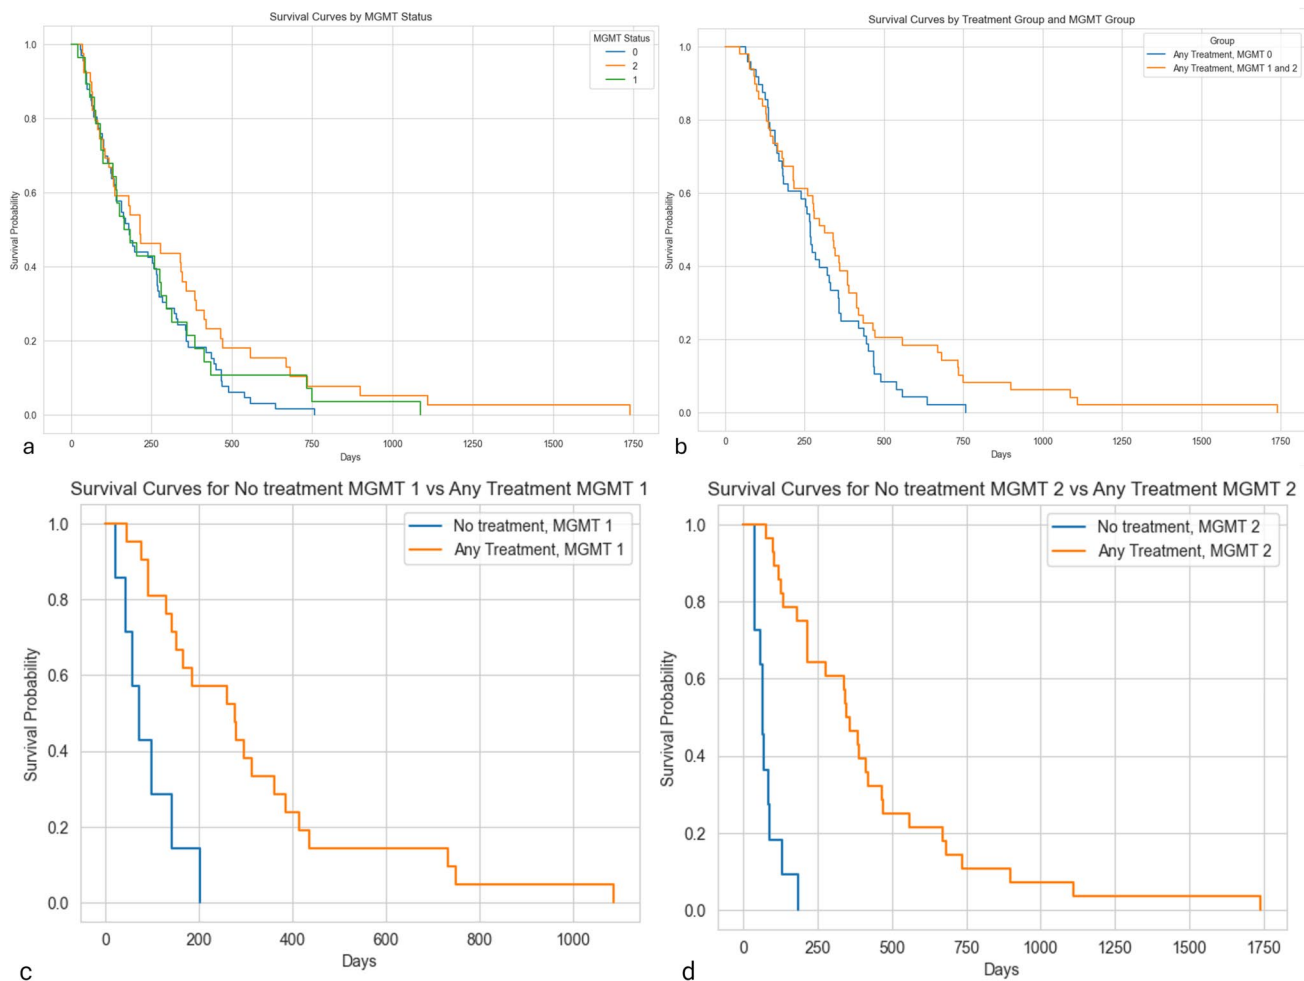 Survival Curves by MGMT Status
MGMT Status
0
2
1
1.0
0.8
0.6
0.4
0.2
0.0
Survival Probability
0 250 500 750 1000 1250 1500 1750
Days
a
Survival Curves by Treatment Group and MGMT Group
Group
Any Treatment, MGMT 0
Any Treatment, MGMT 1 and 2
1.0
0.8
0.6
0.4
0.2
0.0
Survival Probability
0 250 500 750 1000 1250 1500 1750
Days
b
Survival Curves for No treatment MGMT 1 vs Any Treatment MGMT 1
No treatment, MGMT 1
Any Treatment, MGMT 1
1.0
0.8
0.6
0.4
0.2
0.0
Survival Probability
0 200 400 600 800 1000
Days
c
Survival Curves for No treatment MGMT 2 vs Any Treatment MGMT 2
No treatment, MGMT 2
Any Treatment, MGMT 2
1.0
0.8
0.6
0.4
0.2
0.0
Survival Probability
0 250 500 750 1000 1250 1500 1750
Days
d